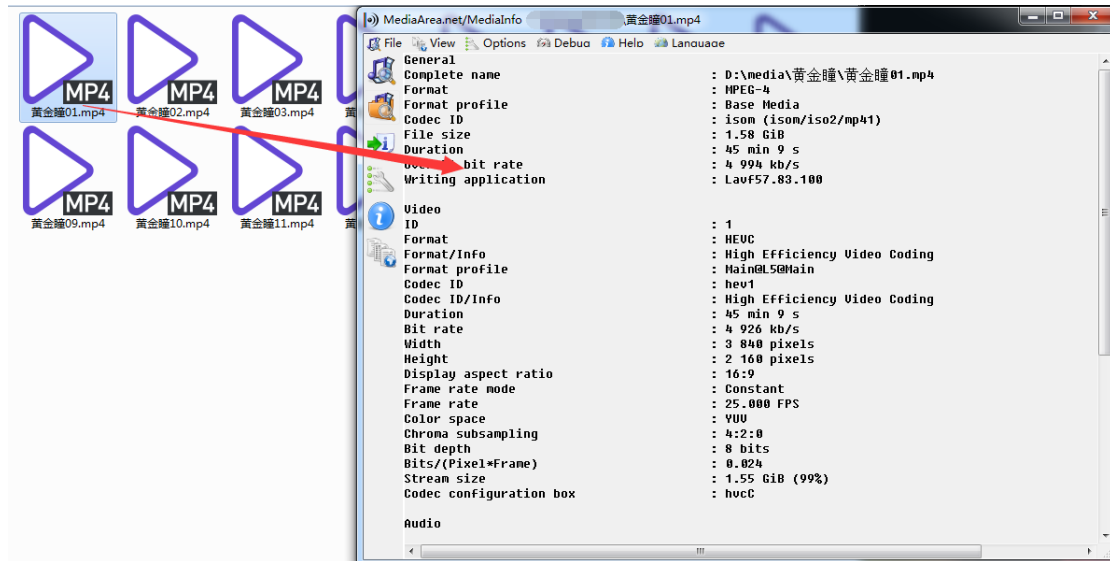 MP4
MP4
MP4
黄金瞳01.mp4
黄金瞳02.mp4
黄金瞳03.mp4
黄
MP4
MP4
MP4
黄金瞳09.mp4
黄金瞳10.mp4
黄金瞳11.mp4
黄
MediaArea.net/MediaInfo \黄金瞳01.mp4
File View Options Debug Help Language
General
Complete name : D:\media\黄金瞳\黄金瞳01.mp4
Format : MPEG-4
Format profile : Base Media
Codec ID : isom (isom/iso2/mp41)
File size : 1.58 GiB
Duration : 45 min 9 s
bit rate : 4 994 kb/s
Writing application : Lavf57.83.100
Video
ID : 1
Format : HEVC
Format/Info : High Efficiency Video Coding
Format profile : Main@L5@Main
Codec ID : hev1
Codec ID/Info : High Efficiency Video Coding
Duration : 45 min 9 s
Bit rate : 4 926 kb/s
Width : 3 840 pixels
Height : 2 160 pixels
Display aspect ratio : 16:9
Frame rate mode : Constant
Frame rate : 25.000 FPS
Color space : YUV
Chroma subsampling : 4:2:0
Bit depth : 8 bits
Bits/(Pixel*Frame) : 0.024
Stream size : 1.55 GiB (99%)
Codec configuration box : hvcC
Audio